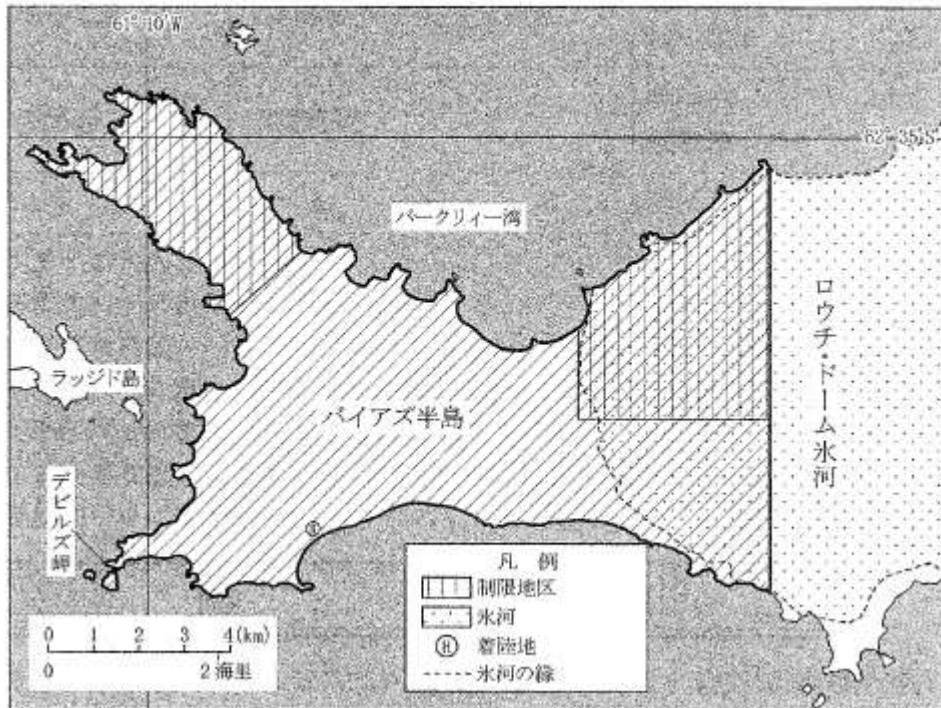 61° 10′W
62° 35′S
バークリィー湾
ロウチ・ドーム氷河
ラッジド島
バイアズ半島
デビルズ岬
凡 例
制限地区
氷河
Ⓗ 着陸地
氷河の縁
0 1 2 3 4(km)
0 2海里